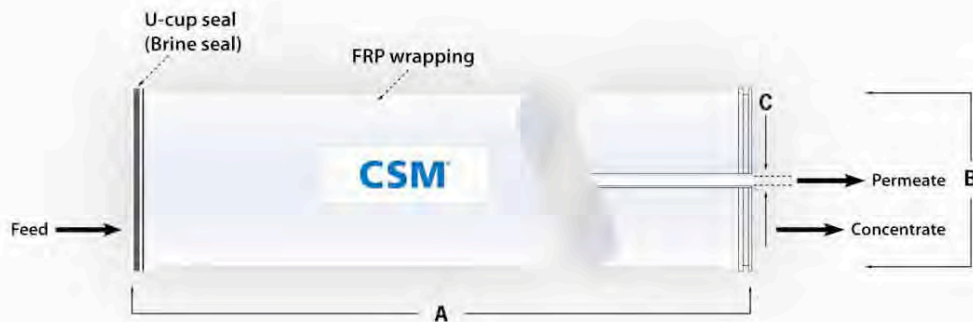 U-cup seal
(Brine seal)
FRP wrapping
C
CSM
Permeate
B
Feed
Concentrate
A